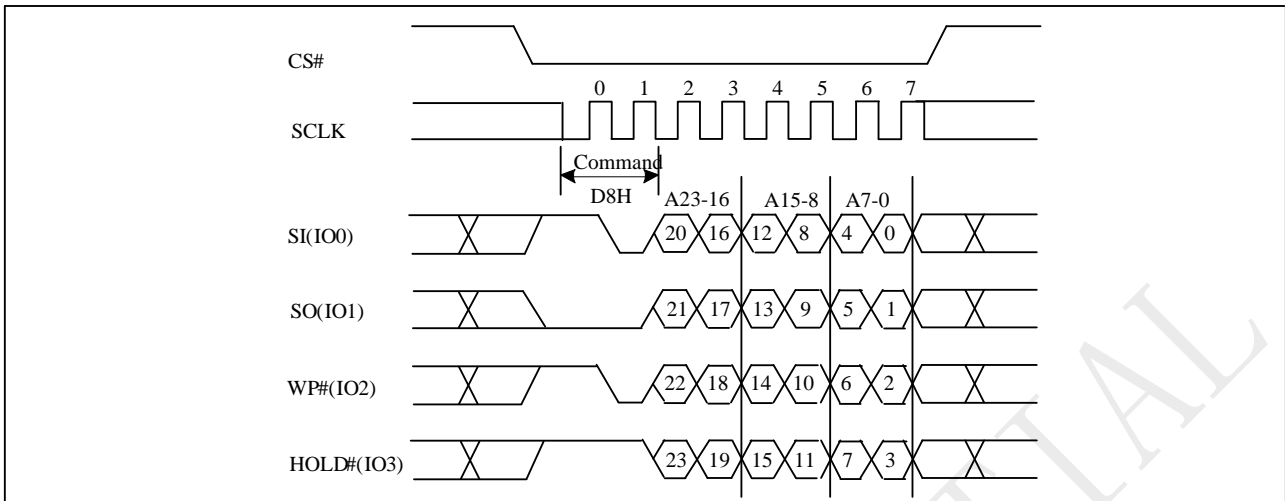 CS#
0 1 2 3 4 5 6 7
SCLK
Command
D8H
A23-16 A15-8 A7-0
SI(IO0) 20 16 12 8 4 0
SO(IO1) 21 17 13 9 5 1
WP#(IO2) 22 18 14 10 6 2
HOLD#(IO3) 23 19 15 11 7 3
TIAL